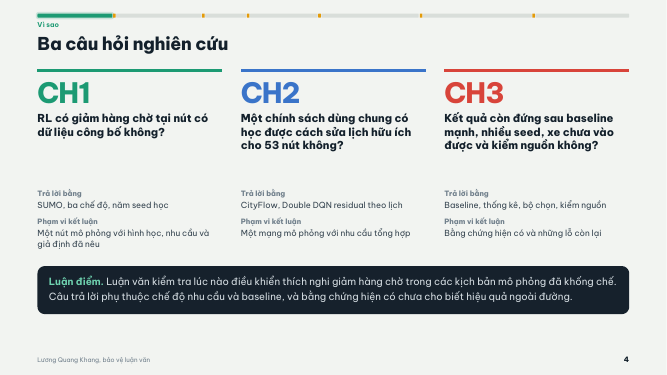 Vì sao
Ba câu hỏi nghiên cứu
CH1
RL có giảm hàng chờ tại nút có
dữ liệu công bố không?
Trả lời bằng
SUMO, ba chế độ, năm seed học
Phạm vi kết luận
Một nút mô phỏng với hình học, nhu cầu và
giả định đã nêu
CH2
Một chính sách dùng chung có
học được cách sửa lịch hữu ích
cho 53 nút không?
Trả lời bằng
CityFlow, Double DQN residual theo lịch
Phạm vi kết luận
Một mạng mô phỏng với nhu cầu tổng hợp
CH3
Kết quả còn đứng sau baseline
mạnh, nhiều seed, xe chưa vào
được và kiểm nguồn không?
Trả lời bằng
Baseline, thống kê, bộ chọn, kiểm nguồn
Phạm vi kết luận
Bằng chứng hiện có và những lỗ còn lại
Luận điểm. Luận văn kiểm tra lúc nào điều khiển thích nghi giảm hàng chờ trong các kịch bản mô phỏng đã khống chế.
Câu trả lời phụ thuộc chế độ nhu cầu và baseline, và bằng chứng hiện có chưa cho biết hiệu quả ngoài đường.
Lương Quang Khang, bảo vệ luận văn
4